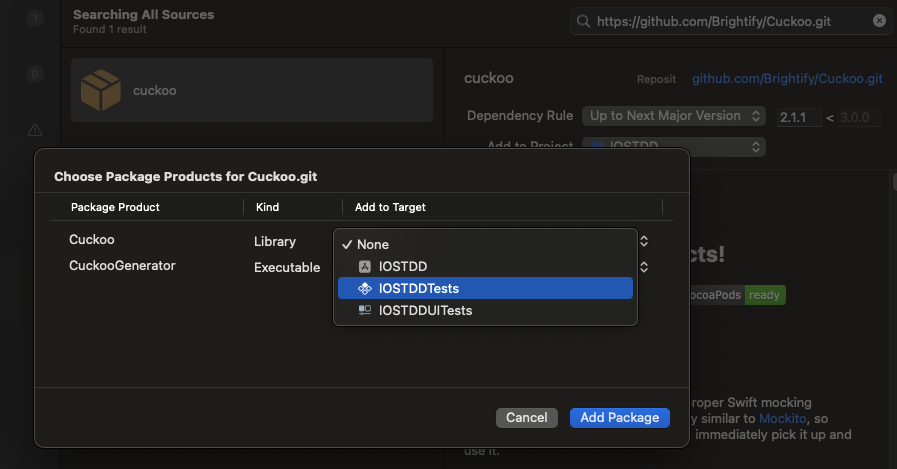 1
Searching All Sources
Found 1 result
https://github.com/Brightify/Cuckoo.git
0
cuckoo
cuckoo
Reposit github.com/Brightify/Cuckoo.git
Dependency Rule Up to Next Major Version 2.1.1 < 3.0.0
Add to Project IOSTDD
Choose Package Products for Cuckoo.git
Package Product Kind Add to Target
Cuckoo Library
✓ None
CuckooGenerator Executable
IOSTDD
IOSTDDTests
IOSTDDUITests
cts!
ocoaPods ready
Cancel Add Package
roper Swift mocking
y similar to Mockito, so
immediately pick it up and
use it.